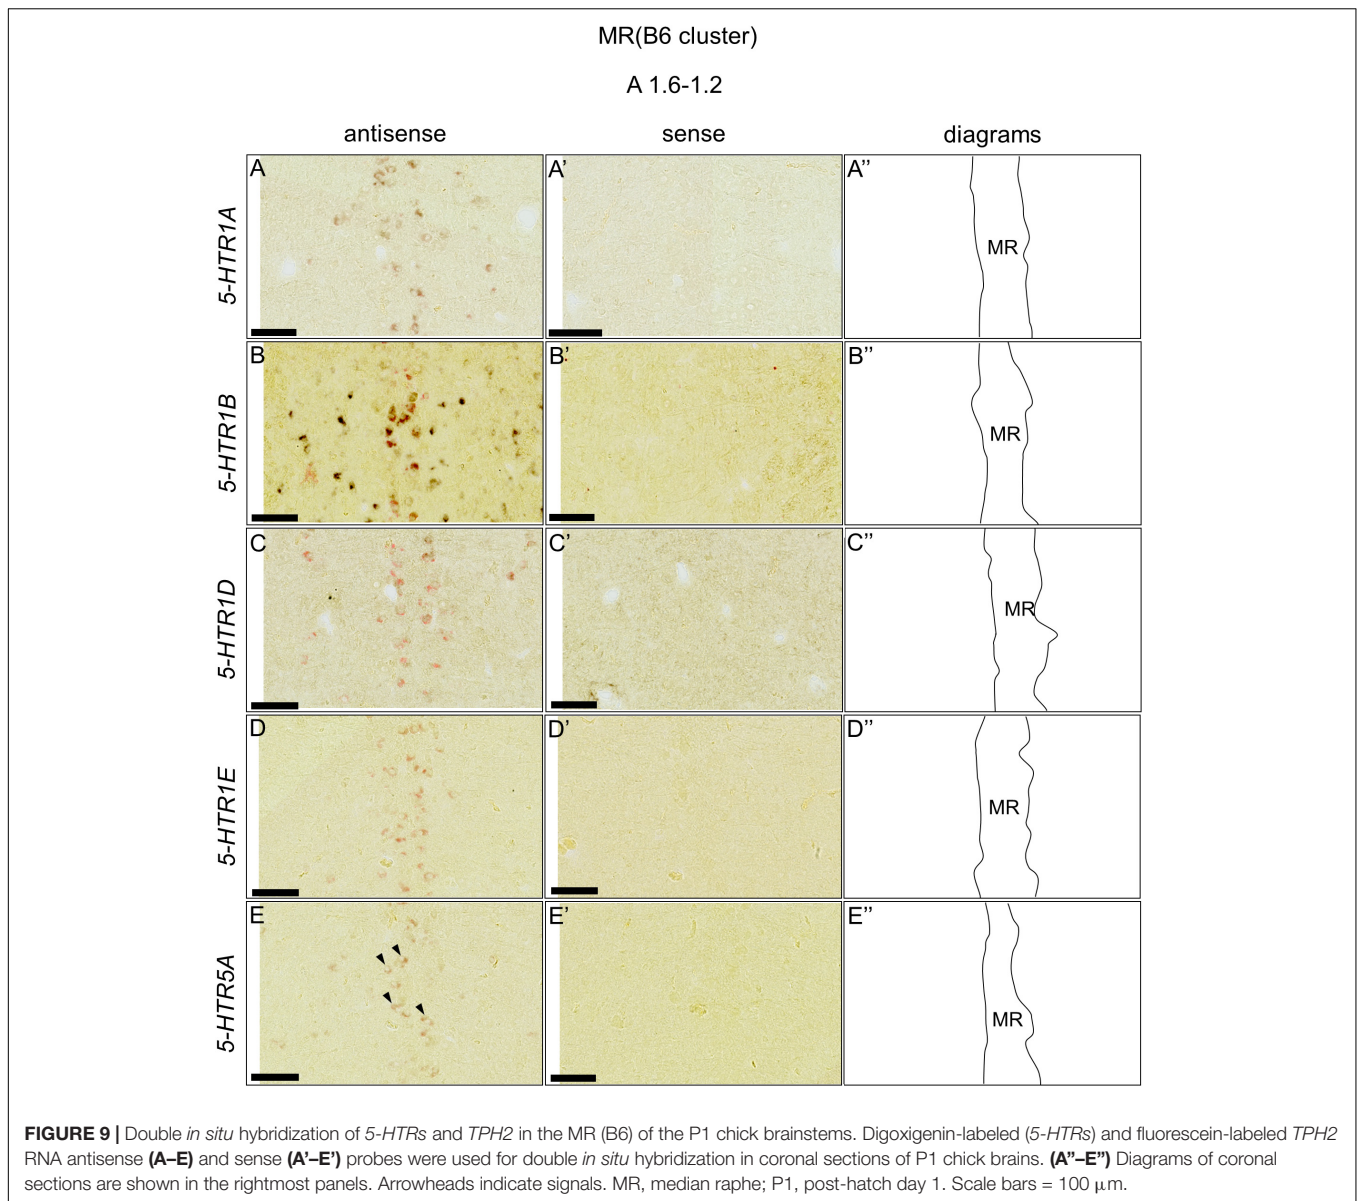 MR(B6 cluster)
A 1.6-1.2
antisense sense diagrams
5-HTR1A
A A’ A’’
MR
5-HTR1B
B B’ B’’
MR
5-HTR1D
C C’ C’’
MR
5-HTR1E
D D’ D’’
MR
5-HTR5A
E E’ E’’
MR
FIGURE 9 | Double in situ hybridization of 5-HTRs and TPH2 in the MR (B6) of the P1 chick brainstems. Digoxigenin-labeled (5-HTRs) and fluorescein-labeled TPH2
RNA antisense (A–E) and sense (A’–E’) probes were used for double in situ hybridization in coronal sections of P1 chick brains. (A”–E”) Diagrams of coronal
sections are shown in the rightmost panels. Arrowheads indicate signals. MR, median raphe; P1, post-hatch day 1. Scale bars = 100 μm.